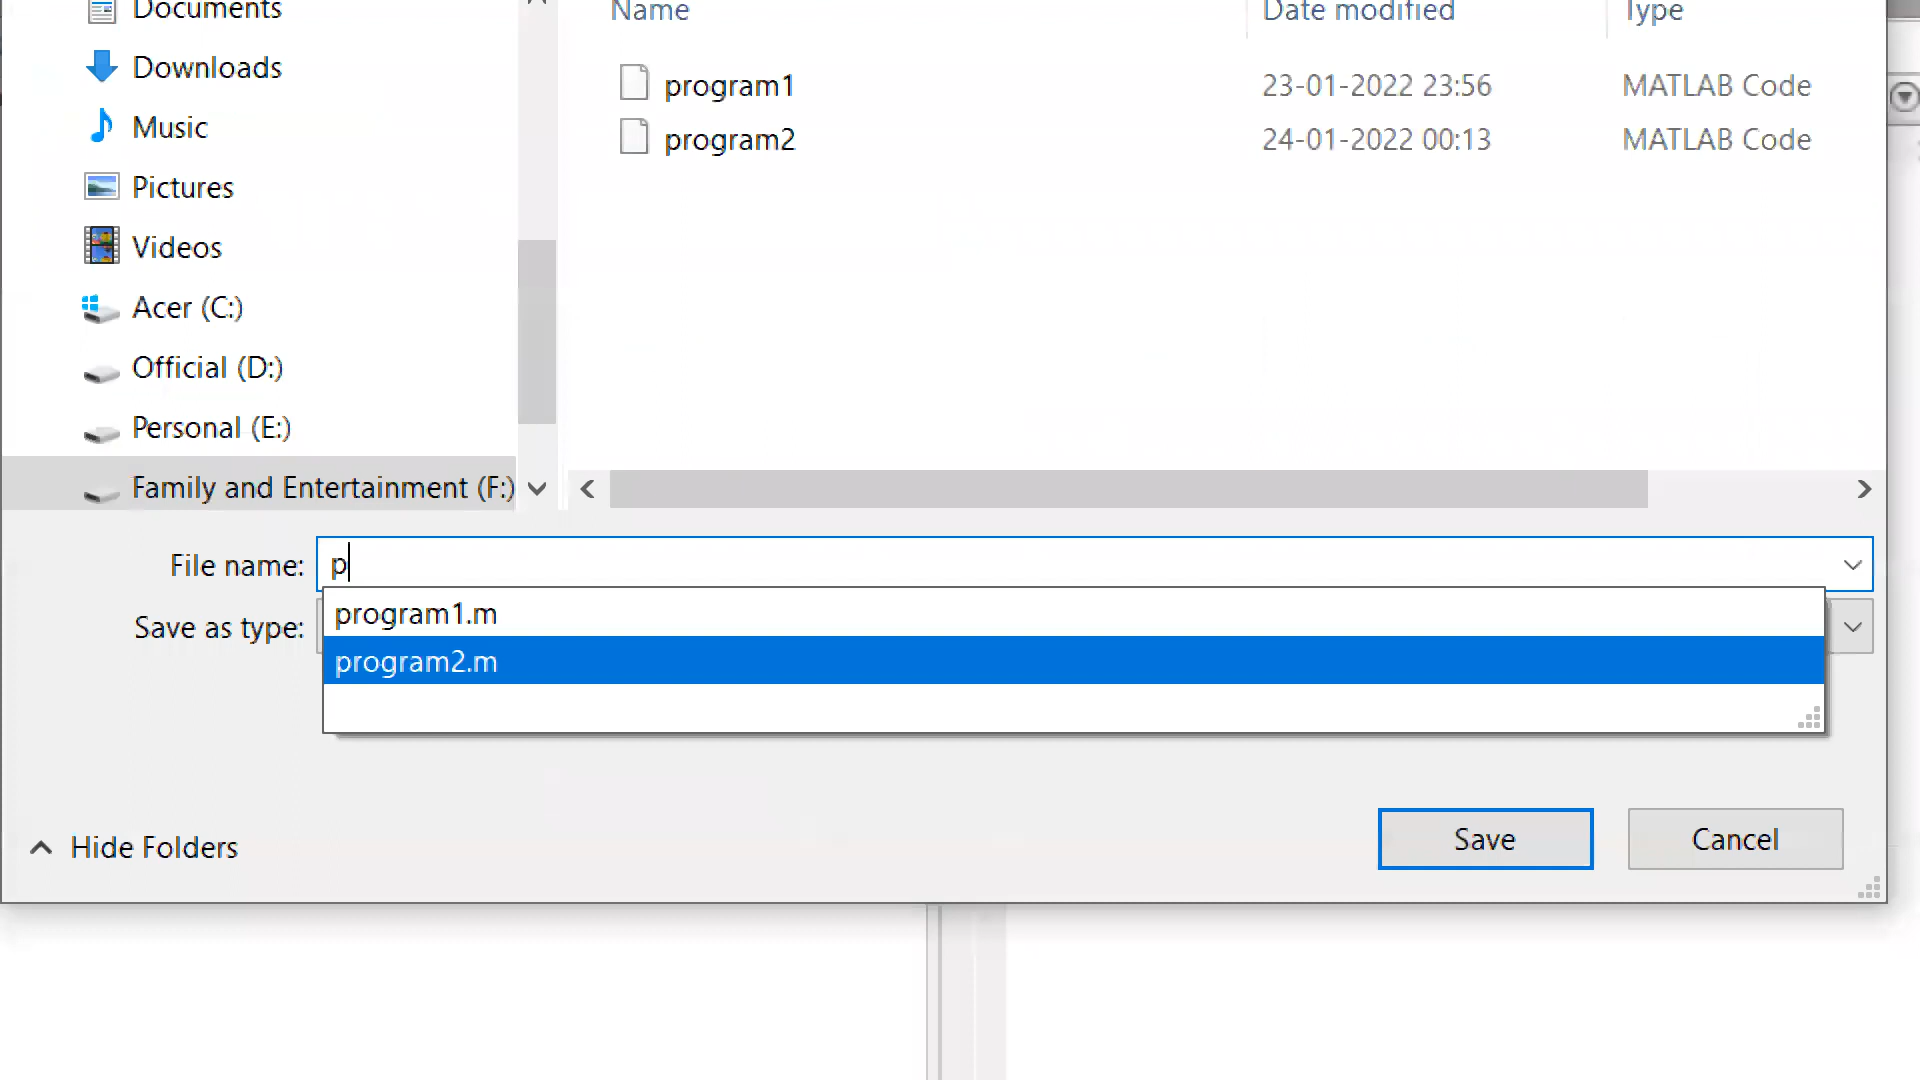 Documents
Downloads
Music
Pictures
Videos
Acer (C:)
Official (D:)
Personal (E:)
Family and Entertainment (F:)
Name Date modified Type
program1 23-01-2022 23:56 MATLAB Code
program2 24-01-2022 00:13 MATLAB Code
File name: p
Save as type:
program1.m
program2.m
Hide Folders
Save Cancel